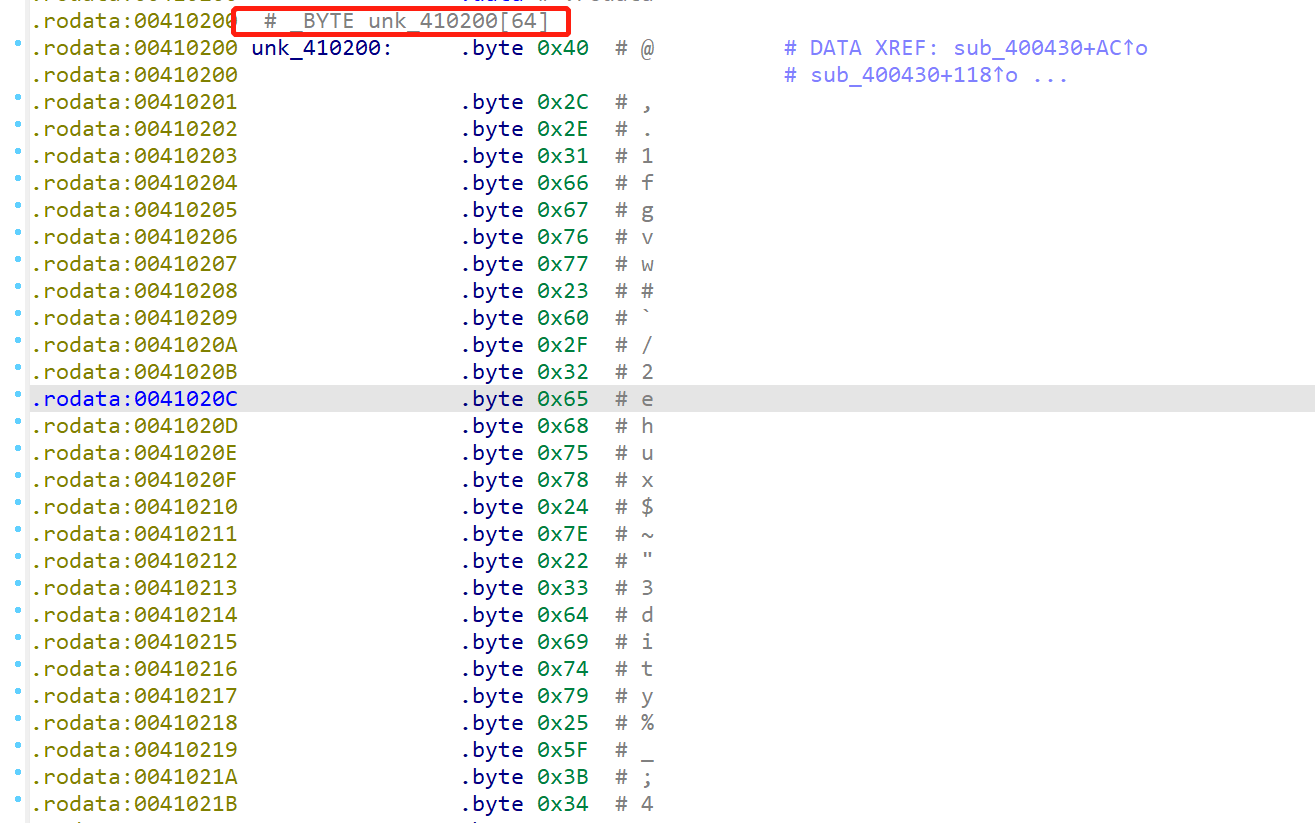 .rodata:00410200 # _BYTE unk_410200[64]
.rodata:00410200 unk_410200: .byte 0x40 # @ # DATA XREF: sub_400430+AC↑o
.rodata:00410200 # sub_400430+118↑o ...
.rodata:00410201 .byte 0x2C # ,
.rodata:00410202 .byte 0x2E # .
.rodata:00410203 .byte 0x31 # 1
.rodata:00410204 .byte 0x66 # f
.rodata:00410205 .byte 0x67 # g
.rodata:00410206 .byte 0x76 # v
.rodata:00410207 .byte 0x77 # w
.rodata:00410208 .byte 0x23 # #
.rodata:00410209 .byte 0x60 # `
.rodata:0041020A .byte 0x2F # /
.rodata:0041020B .byte 0x32 # 2
.rodata:0041020C .byte 0x65 # e
.rodata:0041020D .byte 0x68 # h
.rodata:0041020E .byte 0x75 # u
.rodata:0041020F .byte 0x78 # x
.rodata:00410210 .byte 0x24 # $
.rodata:00410211 .byte 0x7E # ~
.rodata:00410212 .byte 0x22 # "
.rodata:00410213 .byte 0x33 # 3
.rodata:00410214 .byte 0x64 # d
.rodata:00410215 .byte 0x69 # i
.rodata:00410216 .byte 0x74 # t
.rodata:00410217 .byte 0x79 # y
.rodata:00410218 .byte 0x25 # %
.rodata:00410219 .byte 0x5F # _
.rodata:0041021A .byte 0x3B # ;
.rodata:0041021B .byte 0x34 # 4